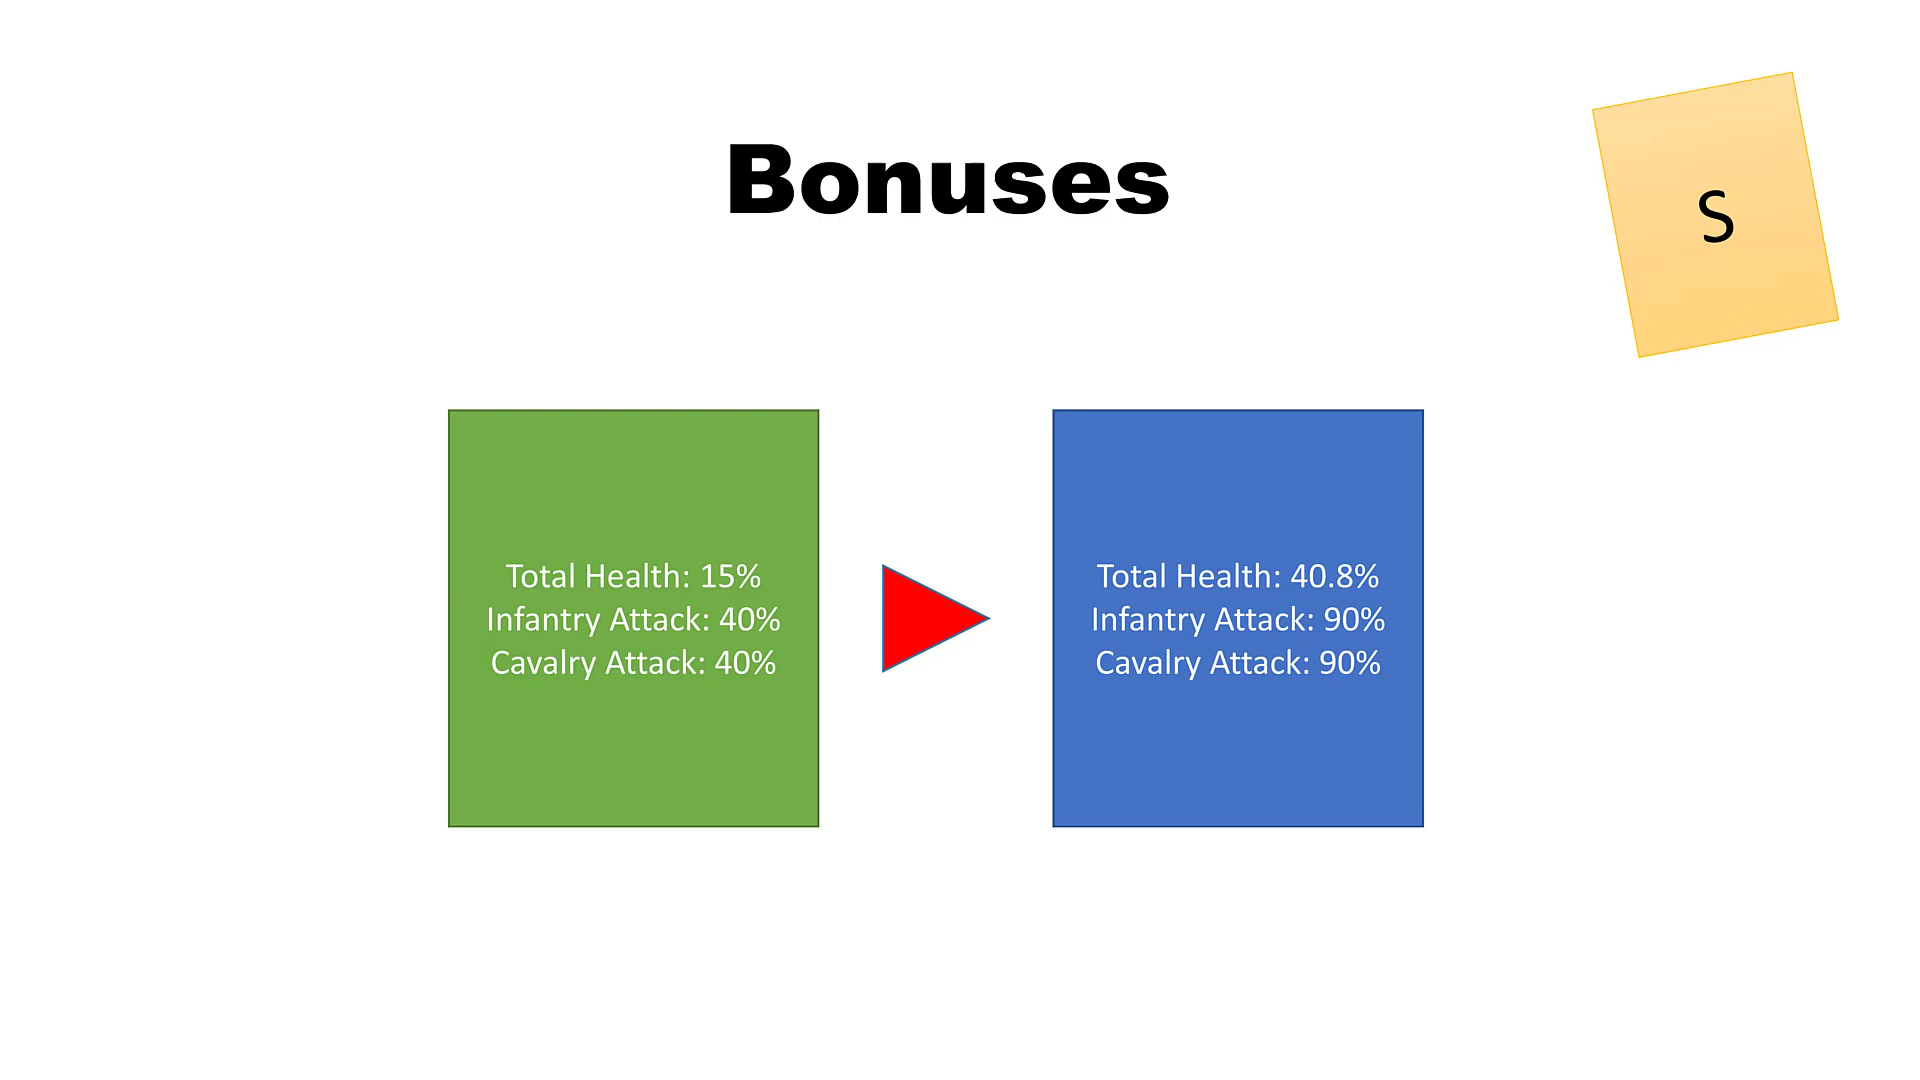 Bonuses
S
Total Health: 15%
Infantry Attack: 40%
Cavalry Attack: 40%
Total Health: 40.8%
Infantry Attack: 90%
Cavalry Attack: 90%